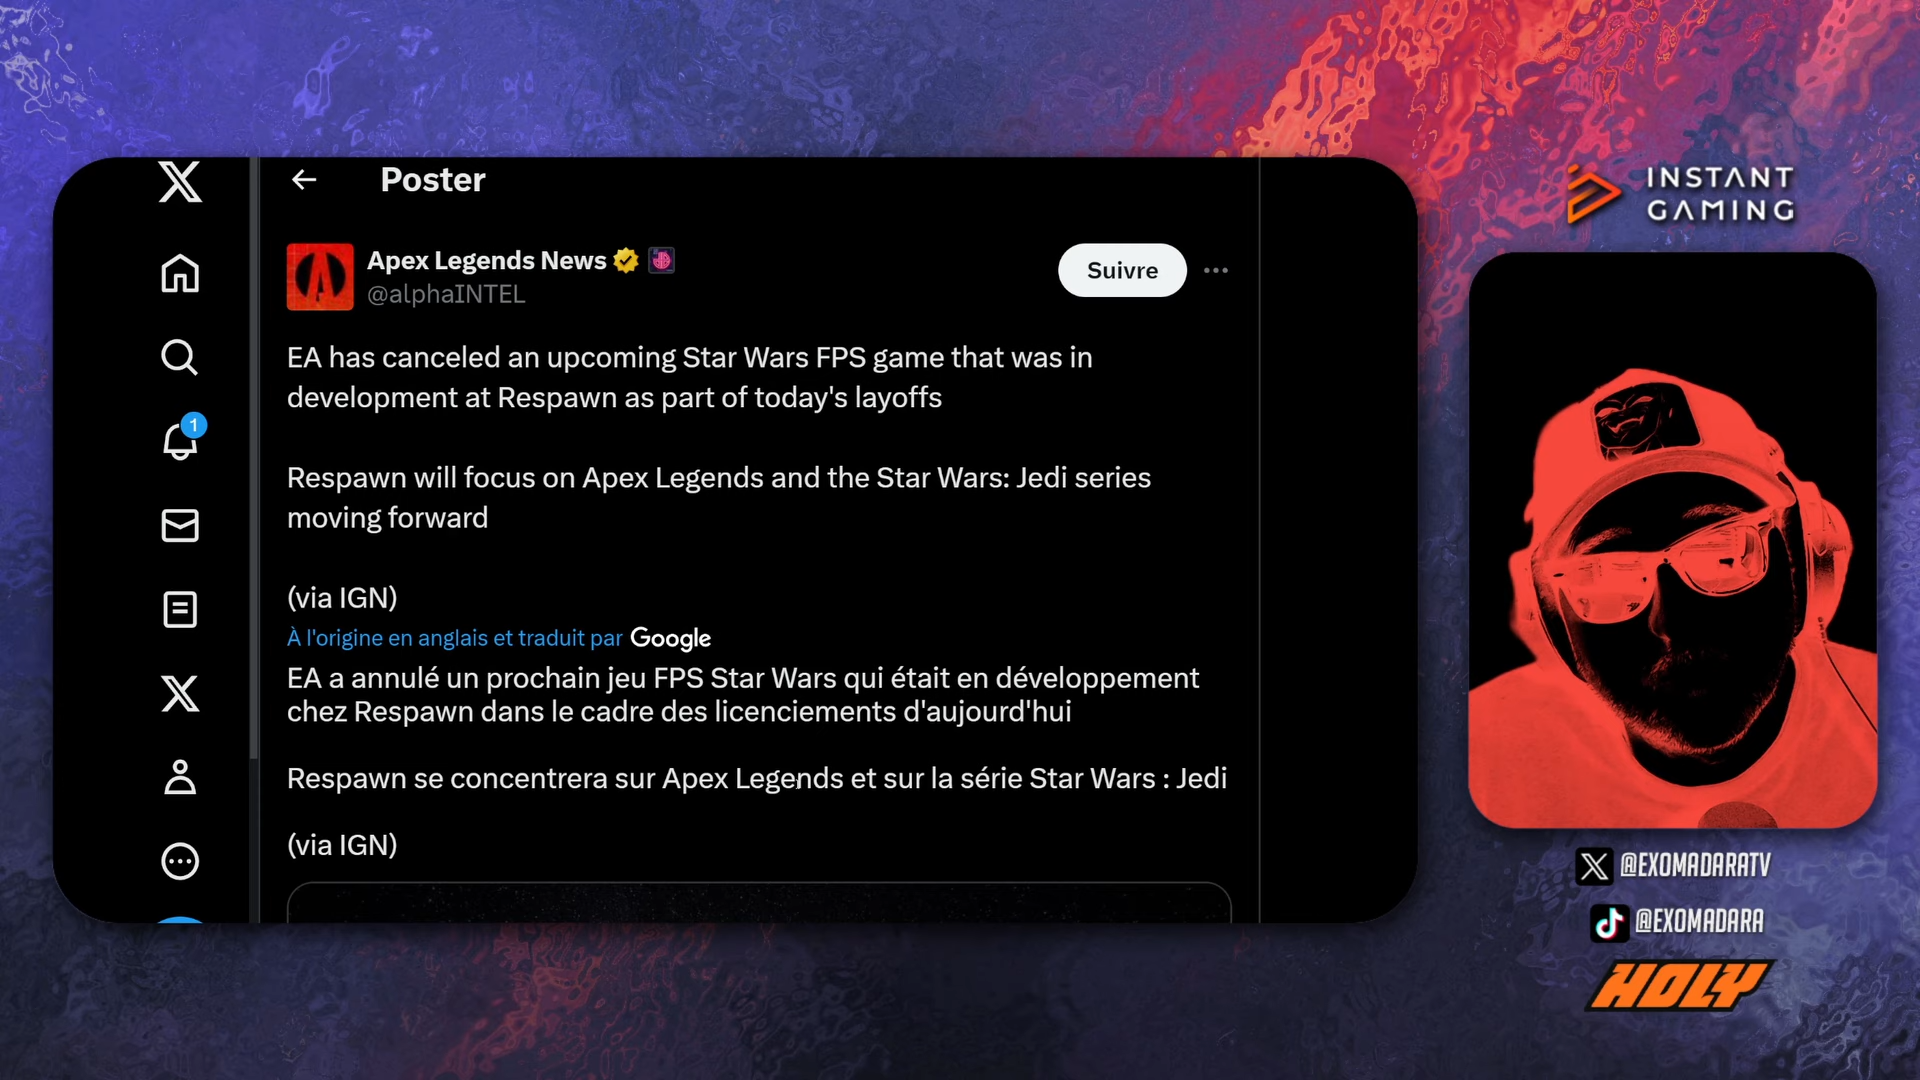 Poster
Apex Legends News
@alphaINTEL
Suivre
EA has canceled an upcoming Star Wars FPS game that was in
development at Respawn as part of today's layoffs
Respawn will focus on Apex Legends and the Star Wars: Jedi series
moving forward
(via IGN)
À l'origine en anglais et traduit par Google
EA a annulé un prochain jeu FPS Star Wars qui était en développement
chez Respawn dans le cadre des licenciements d'aujourd'hui
Respawn se concentrera sur Apex Legends et sur la série Star Wars : Jedi
(via IGN)
1
INSTANT
GAMING
@EXOMADARATV
@EXOMADARA
HOLY